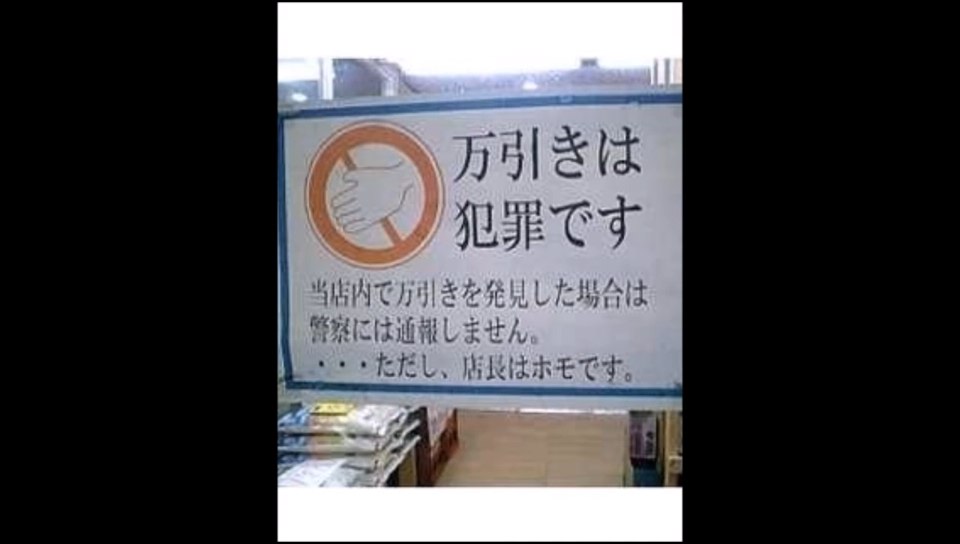 万引きは
犯罪です
当店内で万引きを発見した場合は
警察には通報しません。
・・・ただし、店長はホモです。